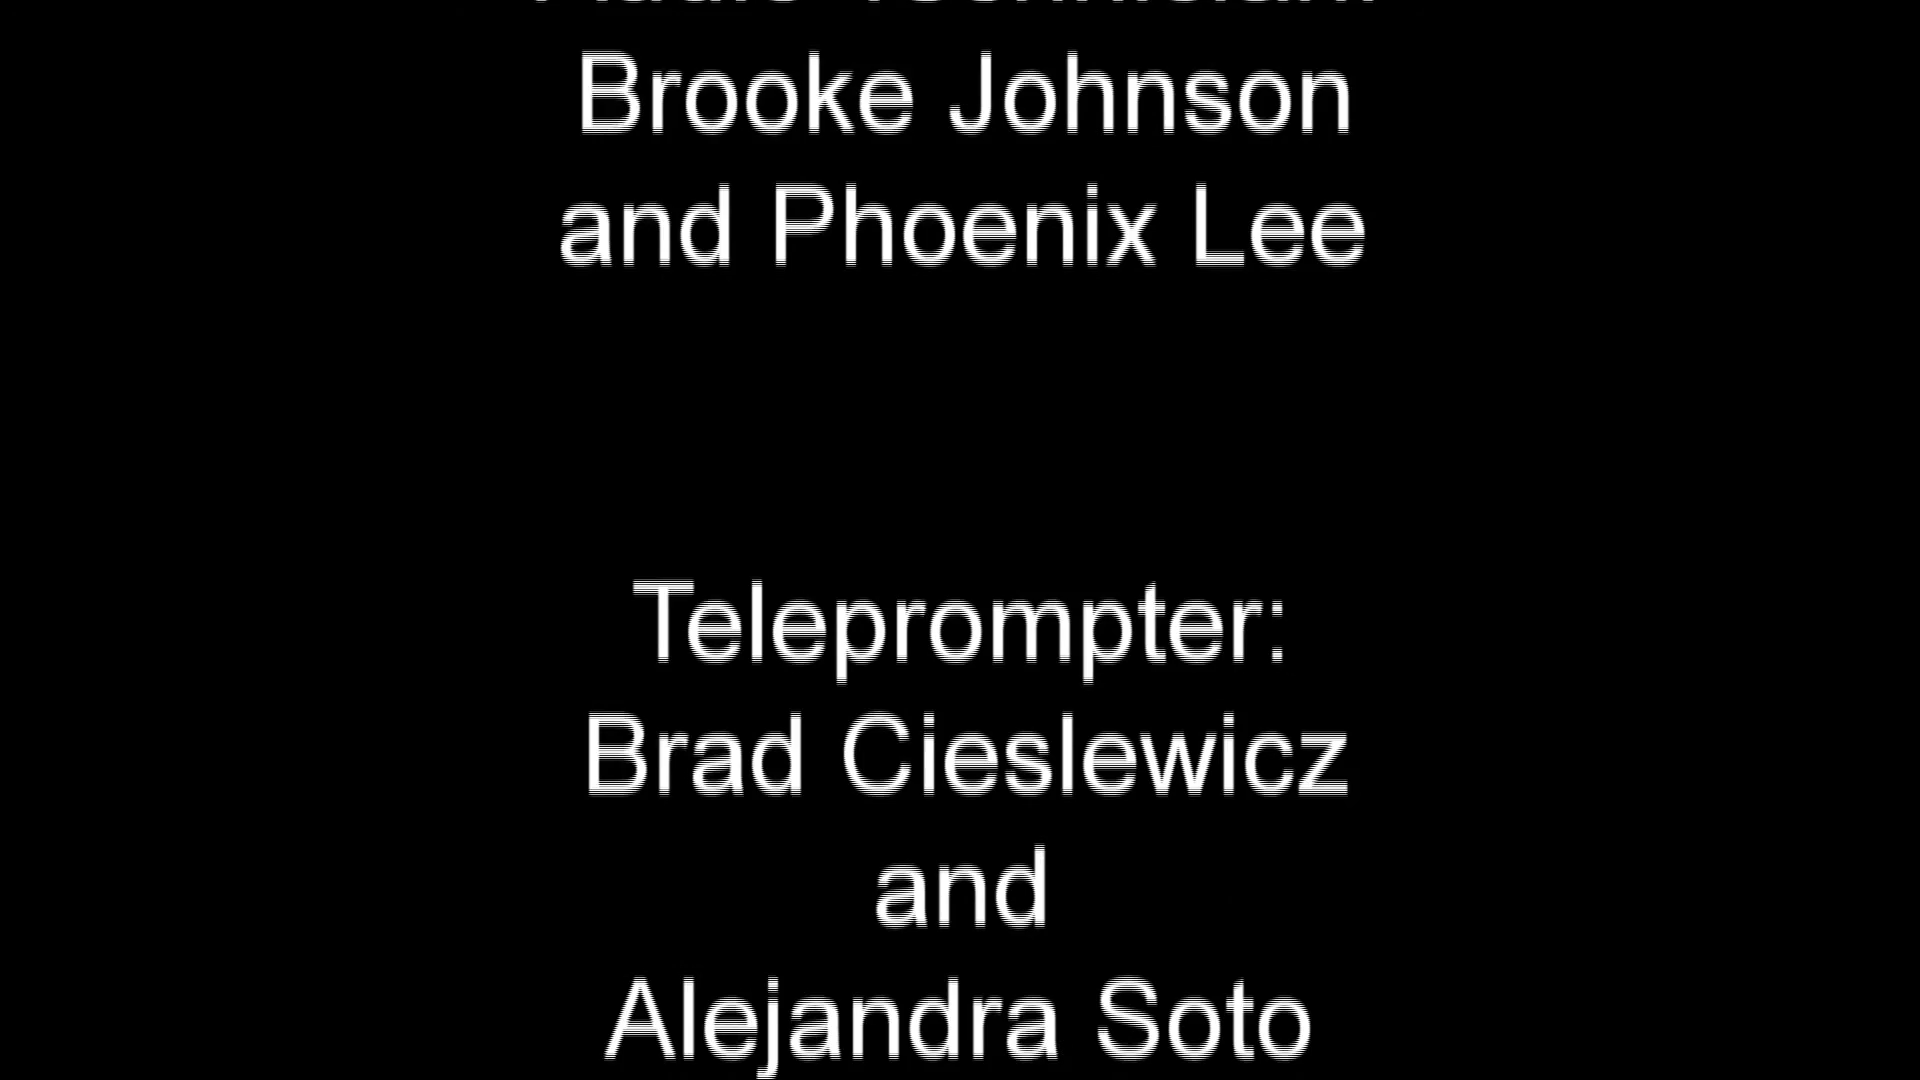 Brooke Johnson
and Phoenix Lee
Teleprompter:
Brad Cieslewicz
and
Alejandra Soto